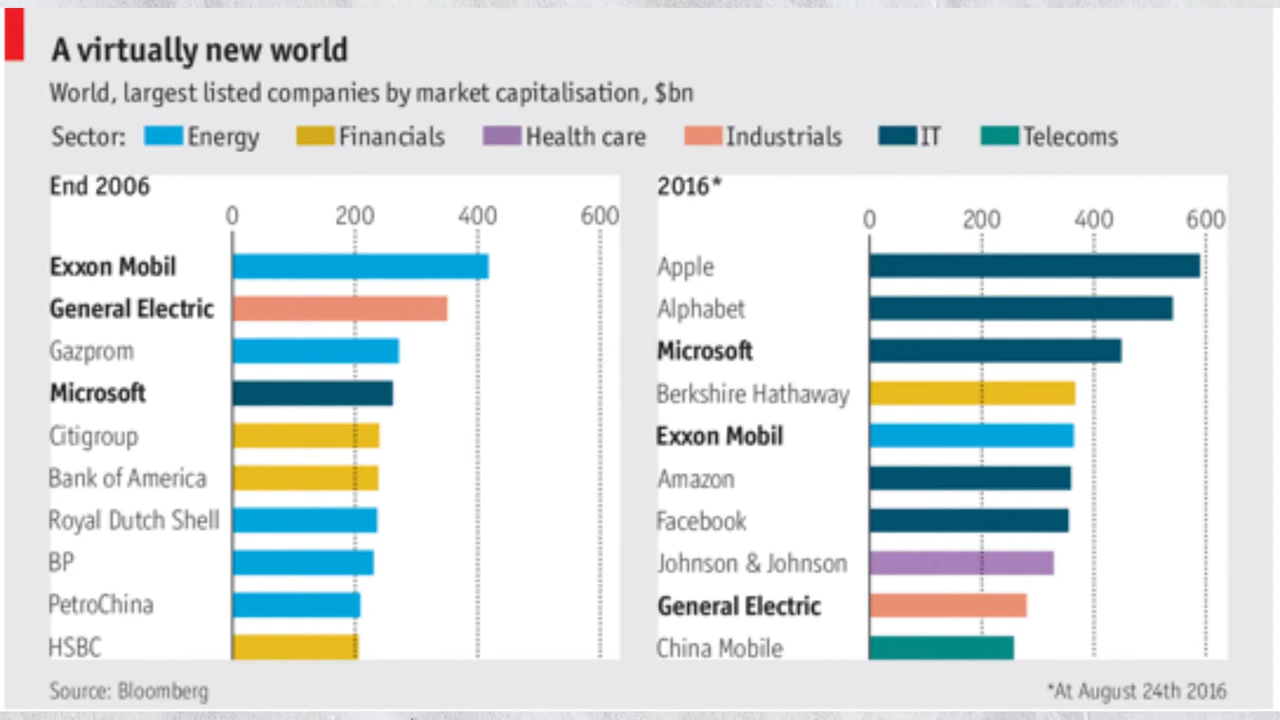 A virtually new world
World, largest listed companies by market capitalisation, $bn
Sector: Energy Financials Health care Industrials IT Telecoms
End 2006
0 200 400 600
Exxon Mobil
General Electric
Gazprom
Microsoft
Citigroup
Bank of America
Royal Dutch Shell
BP
PetroChina
HSBC
2016*
0 200 400 600
Apple
Alphabet
Microsoft
Berkshire Hathaway
Exxon Mobil
Amazon
Facebook
Johnson & Johnson
General Electric
China Mobile
Source: Bloomberg
*At August 24th 2016